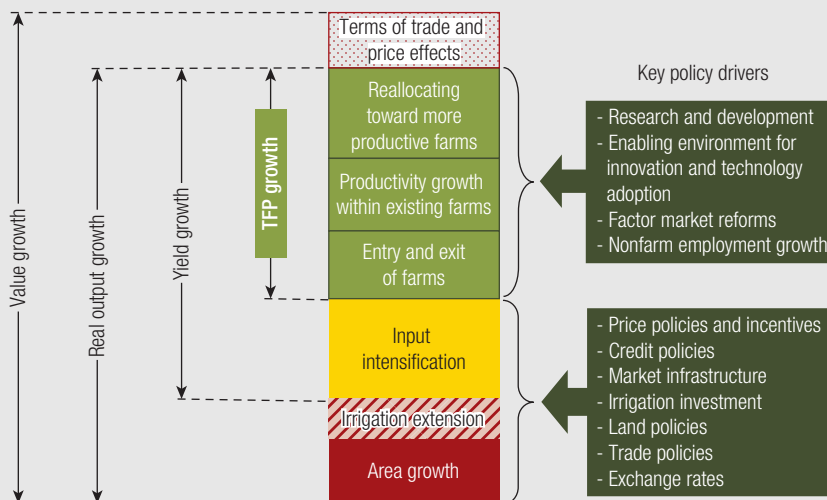 Value growth
Real output growth
Yield growth
TFP growth
Terms of trade and
price effects
Reallocating
toward more
productive farms
Productivity growth
within existing farms
Entry and exit
of farms
Input
intensification
Irrigation extension
Area growth
Key policy drivers
- Research and development
- Enabling environment for
innovation and technology
adoption
- Factor market reforms
- Nonfarm employment growth
- Price policies and incentives
- Credit policies
- Market infrastructure
- Irrigation investment
- Land policies
- Trade policies
- Exchange rates